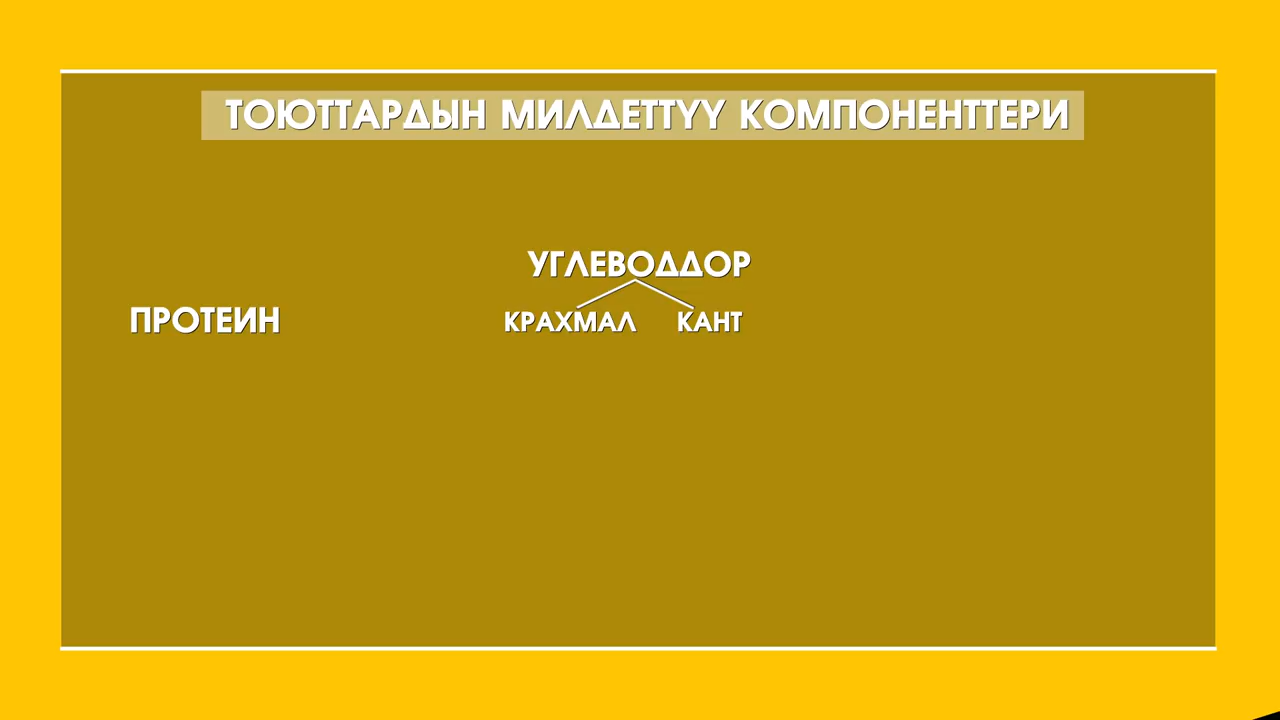 ТОЮТТАРДЫН МИЛДЕТТҮҮ КОМПОНЕНТТЕРИ
УГЛЕВОДДОР
ПРОТЕИН
КРАХМАЛ КАНТ